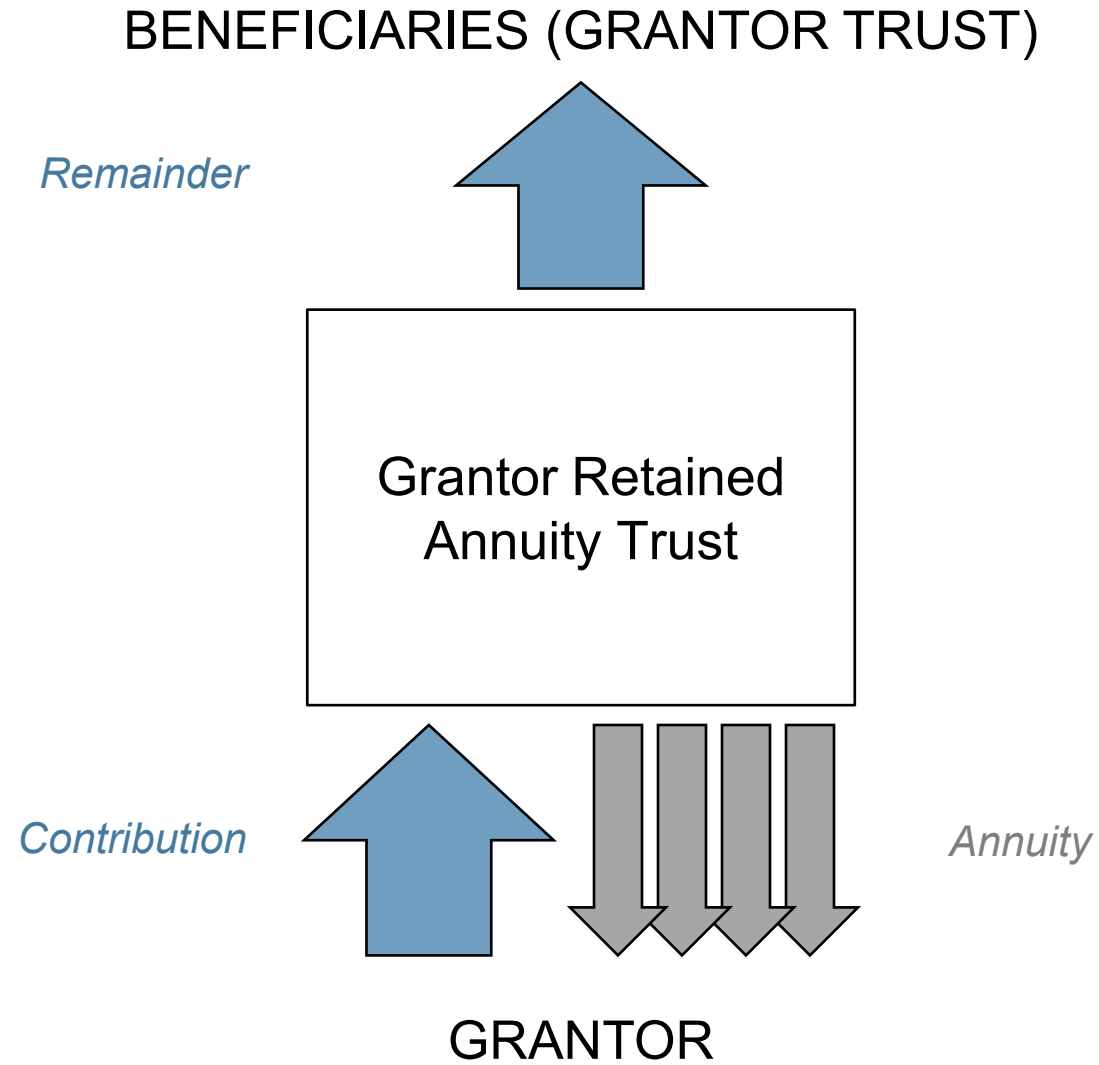 BENEFICIARIES (GRANTOR TRUST)
Remainder
Grantor Retained
Annuity Trust
Contribution
Annuity
GRANTOR